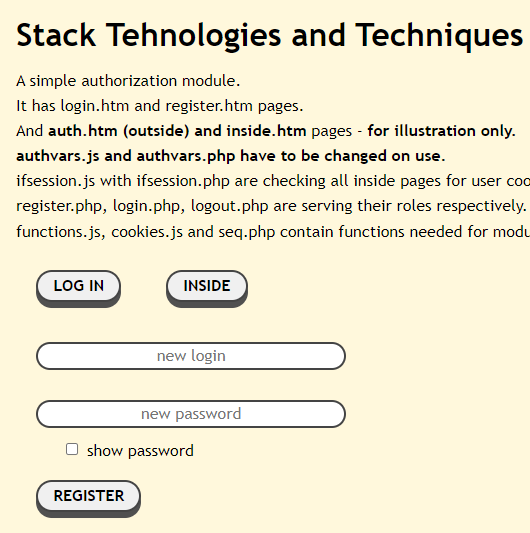 Stack Tehnologies and Techniques
A simple authorization module.
It has login.htm and register.htm pages.
And auth.htm (outside) and inside.htm pages - for illustration only.
authvars.js and authvars.php have to be changed on use.
ifsession.js with ifsession.php are checking all inside pages for user coo
register.php, login.php, logout.php are serving their roles respectively.
functions.js, cookies.js and seq.php contain functions needed for modu
LOG IN INSIDE
new login
new password
show password
REGISTER